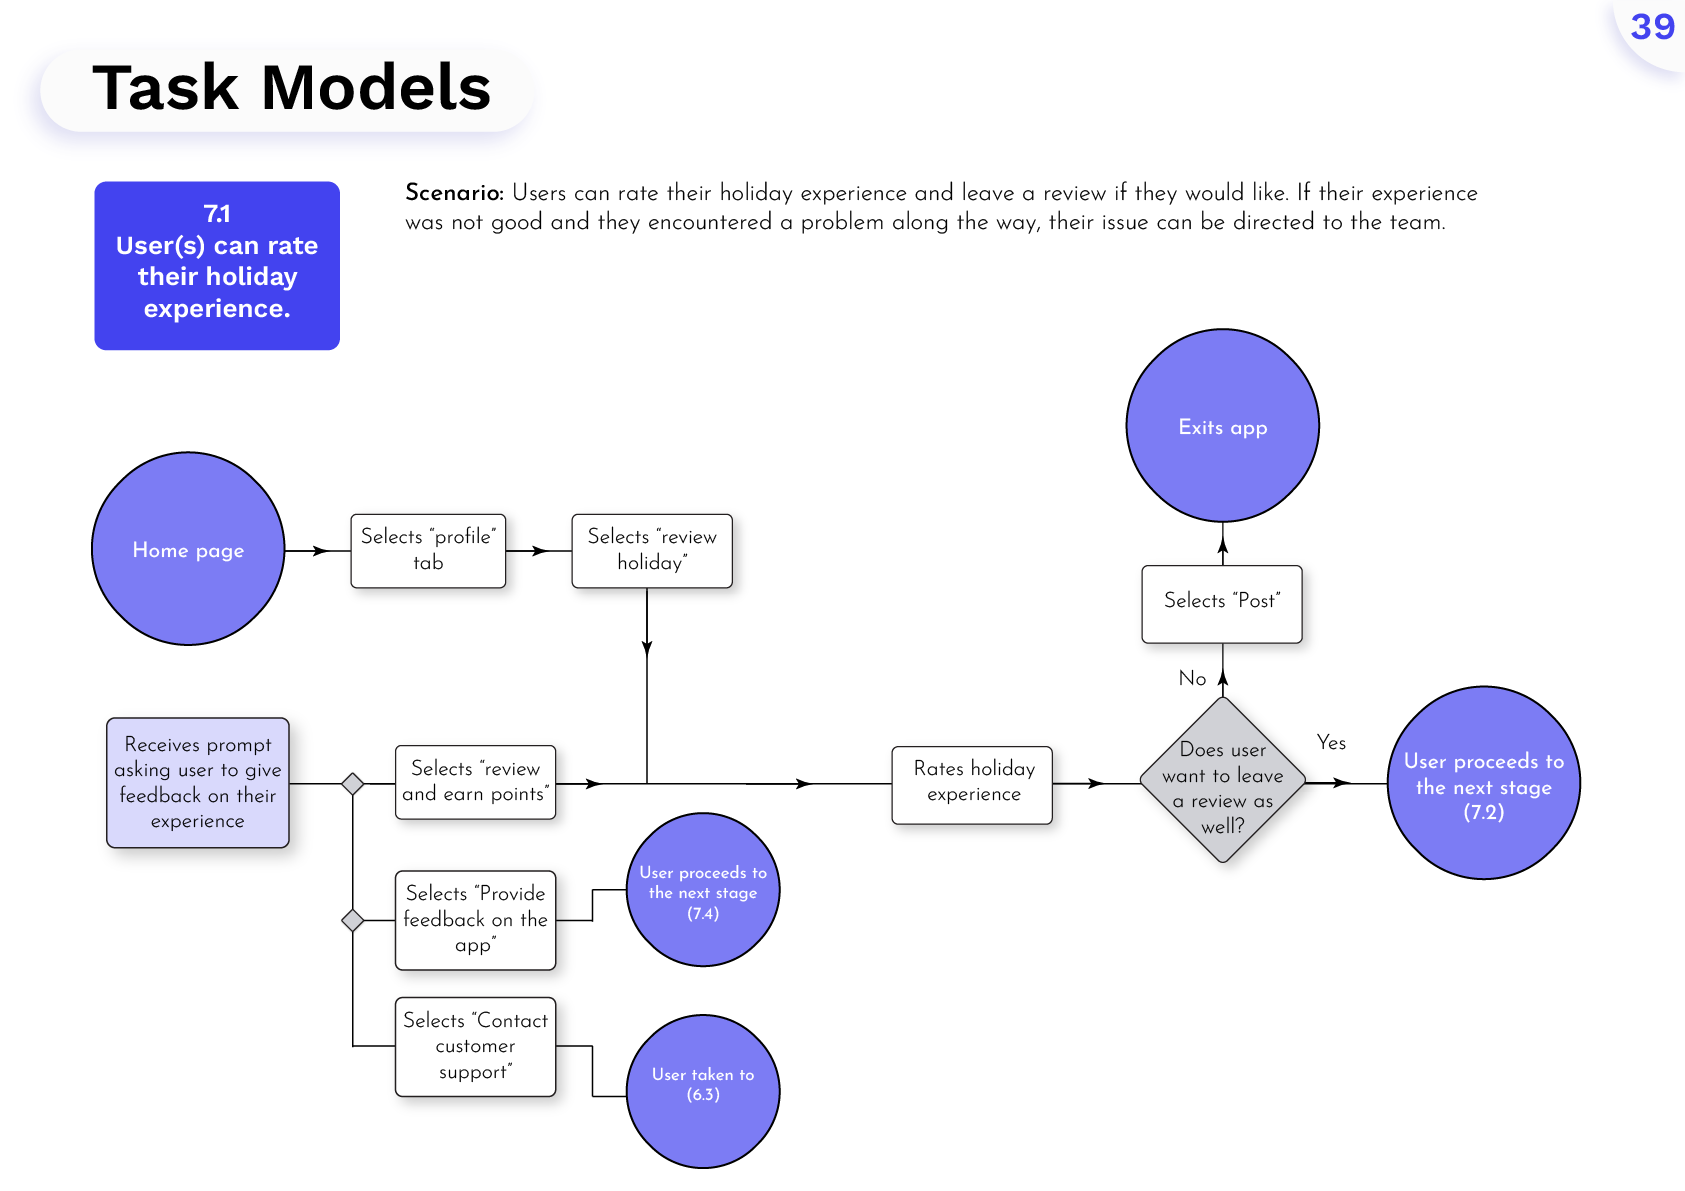 39
Task Models
7.1
User(s) can rate
their holiday
experience.
Scenario: Users can rate their holiday experience and leave a review if they would like. If their experience
was not good and they encountered a problem along the way, their issue can be directed to the team.
Exits app
Home page
Selects “profile”
tab
Selects “review
holiday”
Selects “Post”
No
Receives prompt
asking user to give
feedback on their
experience
Selects “review
and earn points”
Rates holiday
experience
Does user
want to leave
a review as
well?
Yes
User proceeds to
the next stage
(7.2)
Selects “Provide
feedback on the
app”
User proceeds to
the next stage
(7.4)
Selects “Contact
customer
support”
User taken to
(6.3)